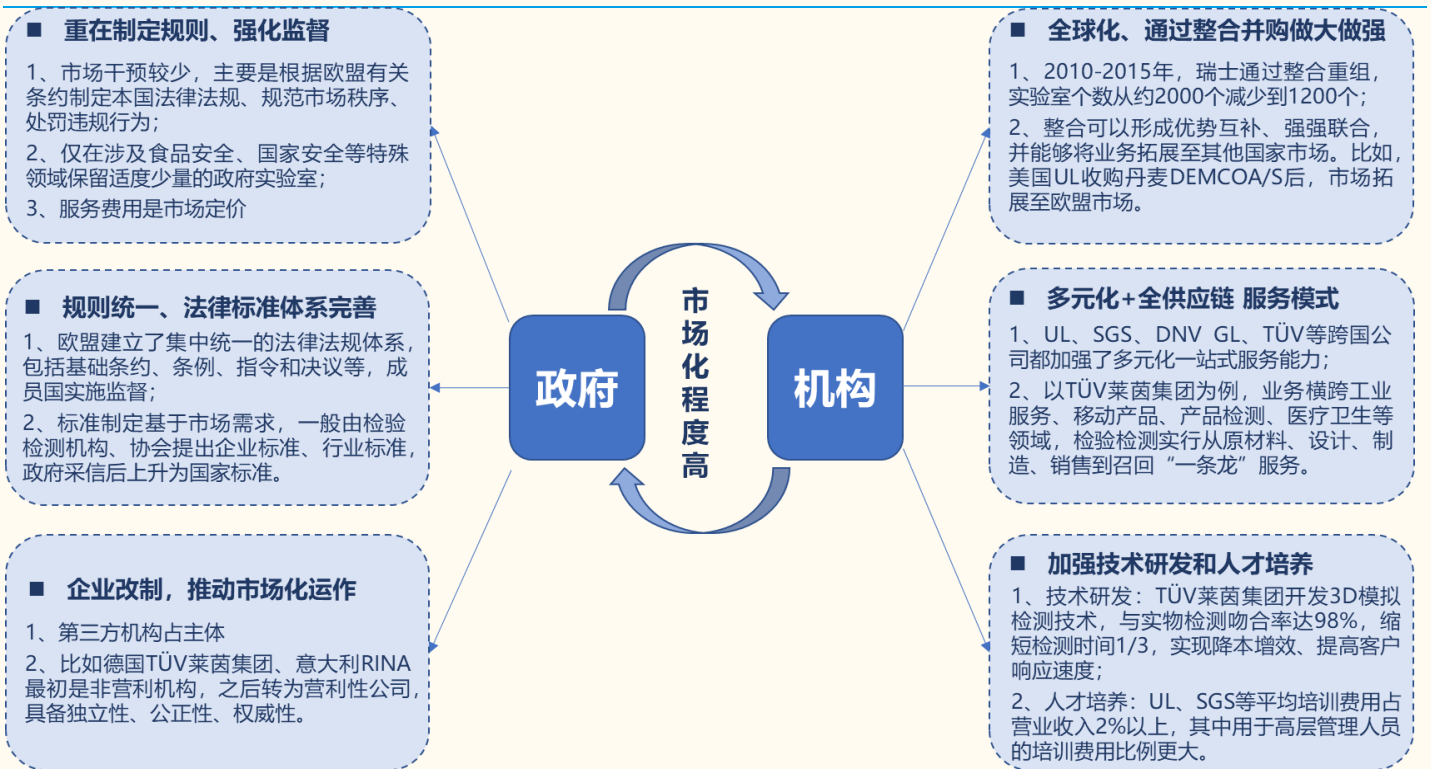 ■ 重在制定规则、强化监督
1、市场干预较少，主要是根据欧盟有关
条约制定本国法律法规、规范市场秩序、
处罚违规行为；
2、仅在涉及食品安全、国家安全等特殊
领域保留适度少量的政府实验室；
3、服务费用是市场定价
■ 规则统一、法律标准体系完善
1、欧盟建立了集中统一的法律法规体系，
包括基础条约、条例、指令和决议等，成
员国实施监督；
2、标准制定基于市场需求，一般由检验
检测机构、协会提出企业标准、行业标准，
政府采信后上升为国家标准。
■ 企业改制，推动市场化运作
1、第三方机构占主体
2、比如德国TÜV莱茵集团、意大利RINA
最初是非营利机构，之后转为营利性公司，
具备独立性、公正性、权威性。
政府
市
场
化
程
度
高
机构
■ 全球化、通过整合并购做大做强
1、2010-2015年，瑞士通过整合重组，
实验室个数从约2000个减少到1200个；
2、整合可以形成优势互补、强强联合，
并能够将业务拓展至其他国家市场。比如，
美国UL收购丹麦DEMCOA/S后，市场拓
展至欧盟市场。
■ 多元化+全供应链 服务模式
1、UL、SGS、DNV GL、TÜV等跨国公
司都加强了多元化一站式服务能力；
2、以TÜV莱茵集团为例，业务横跨工业
服务、移动产品、产品检测、医疗卫生等
领域，检验检测实行从原材料、设计、制
造、销售到召回“一条龙”服务。
■ 加强技术研发和人才培养
1、技术研发：TÜV莱茵集团开发3D模拟
检测技术，与实物检测吻合率达98%，缩
短检测时间1/3，实现降本增效、提高客户
响应速度；
2、人才培养：UL、SGS等平均培训费用占
营业收入2%以上，其中用于高层管理人员
的培训费用比例更大。